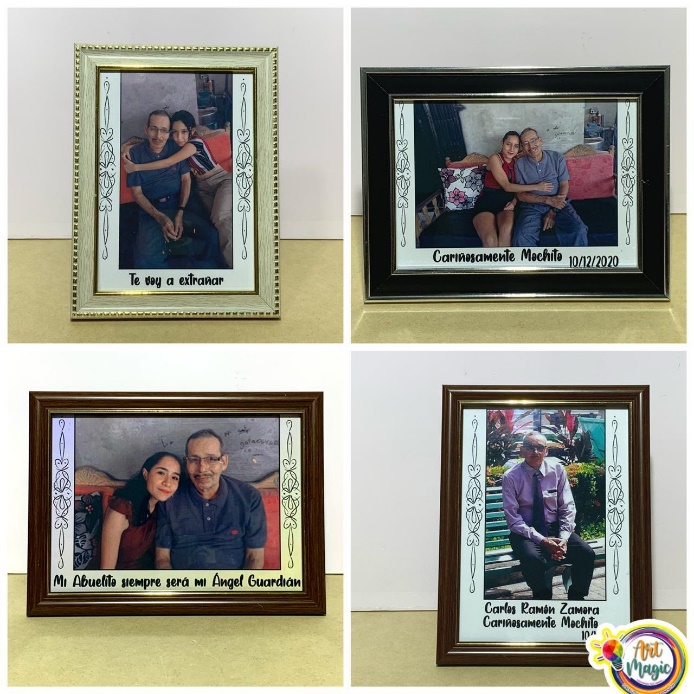 Te voy a extrañar
Cariñosamente Mochito 10/12/2020
Mi Abuelito siempre será mi Ángel Guardián
Carlos Ramón Zamora
Cariñosamente Mochito
Art
Magic